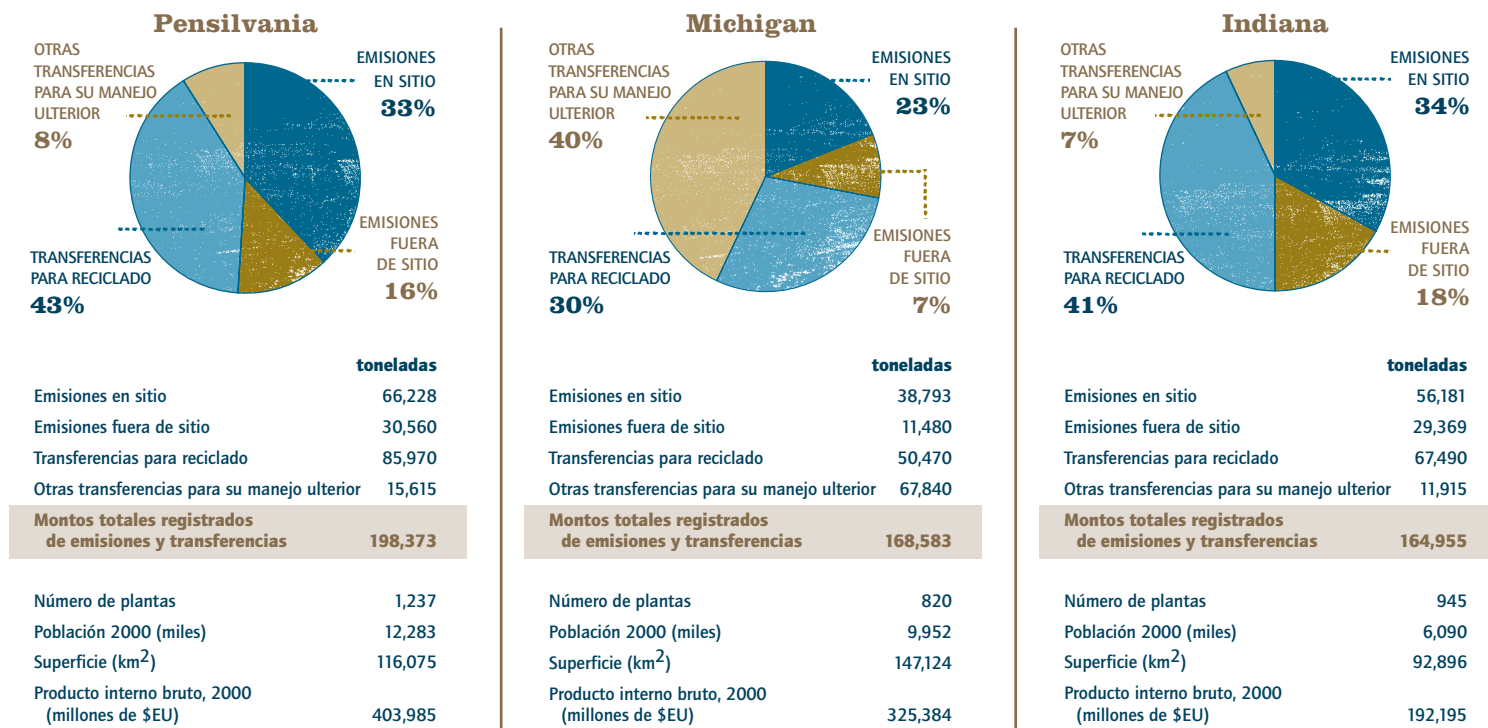 Pensilvania
OTRAS
TRANSFERENCIAS
PARA SU MANEJO
ULTERIOR
8%
EMISIONES
EN SITIO
33%
TRANSFERENCIAS
PARA RECICLADO
43%
EMISIONES
FUERA
DE SITIO
16%
toneladas
Emisiones en sitio 66,228
Emisiones fuera de sitio 30,560
Transferencias para reciclado 85,970
Otras transferencias para su manejo ulterior 15,615
Montos totales registrados
de emisiones y transferencias 198,373
Número de plantas 1,237
Población 2000 (miles) 12,283
Superficie (km²) 116,075
Producto interno bruto, 2000
(millones de $EU) 403,985
Michigan
OTRAS
TRANSFERENCIAS
PARA SU MANEJO
ULTERIOR
40%
EMISIONES
EN SITIO
23%
TRANSFERENCIAS
PARA RECICLADO
30%
EMISIONES
FUERA
DE SITIO
7%
toneladas
Emisiones en sitio 38,793
Emisiones fuera de sitio 11,480
Transferencias para reciclado 50,470
Otras transferencias para su manejo ulterior 67,840
Montos totales registrados
de emisiones y transferencias 168,583
Número de plantas 820
Población 2000 (miles) 9,952
Superficie (km²) 147,124
Producto interno bruto, 2000
(millones de $EU) 325,384
Indiana
OTRAS
TRANSFERENCIAS
PARA SU MANEJO
ULTERIOR
7%
EMISIONES
EN SITIO
34%
TRANSFERENCIAS
PARA RECICLADO
41%
EMISIONES
FUERA
DE SITIO
18%
toneladas
Emisiones en sitio 56,181
Emisiones fuera de sitio 29,369
Transferencias para reciclado 67,490
Otras transferencias para su manejo ulterior 11,915
Montos totales registrados
de emisiones y transferencias 164,955
Número de plantas 945
Población 2000 (miles) 6,090
Superficie (km²) 92,896
Producto interno bruto, 2000
(millones de $EU) 192,195